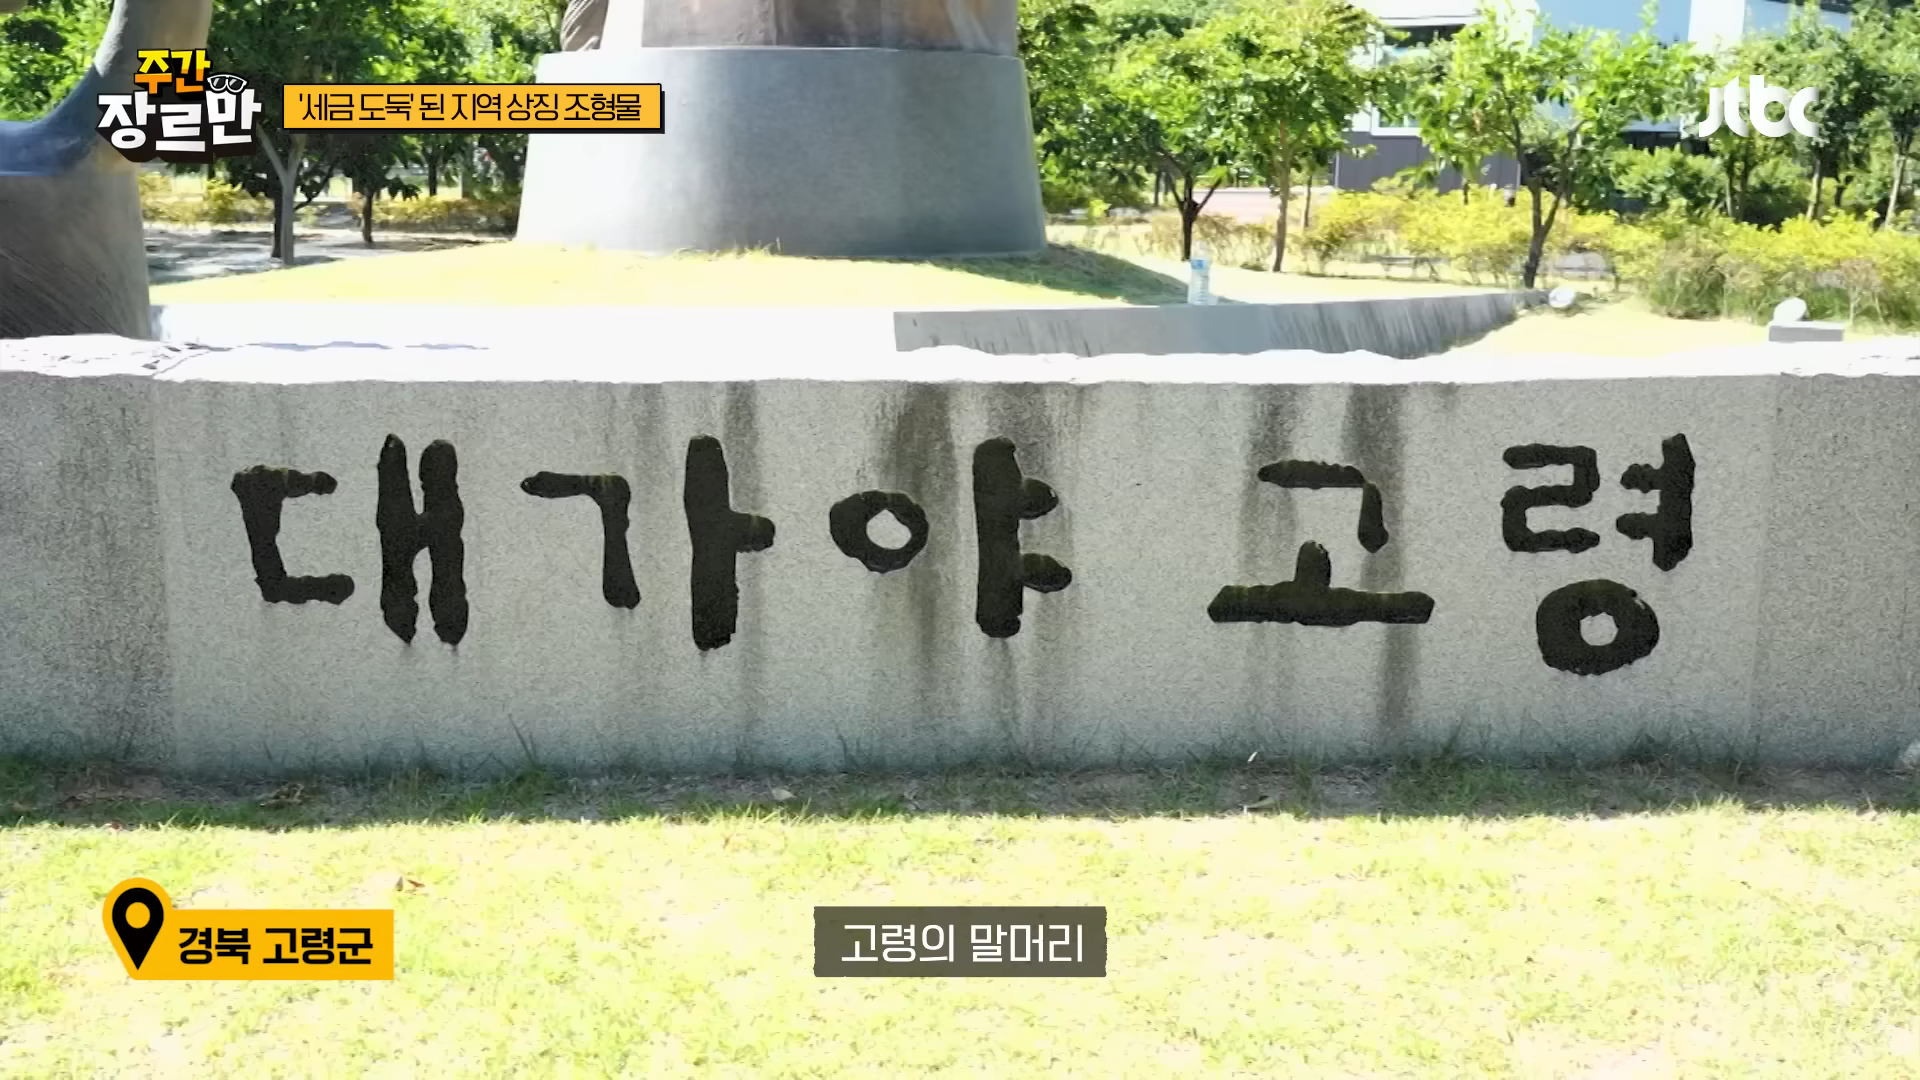 주간
장르만
'세금 도둑' 된 지역 상징 조형물
jtbc
대가야 고령
경북 고령군
고령의 말머리